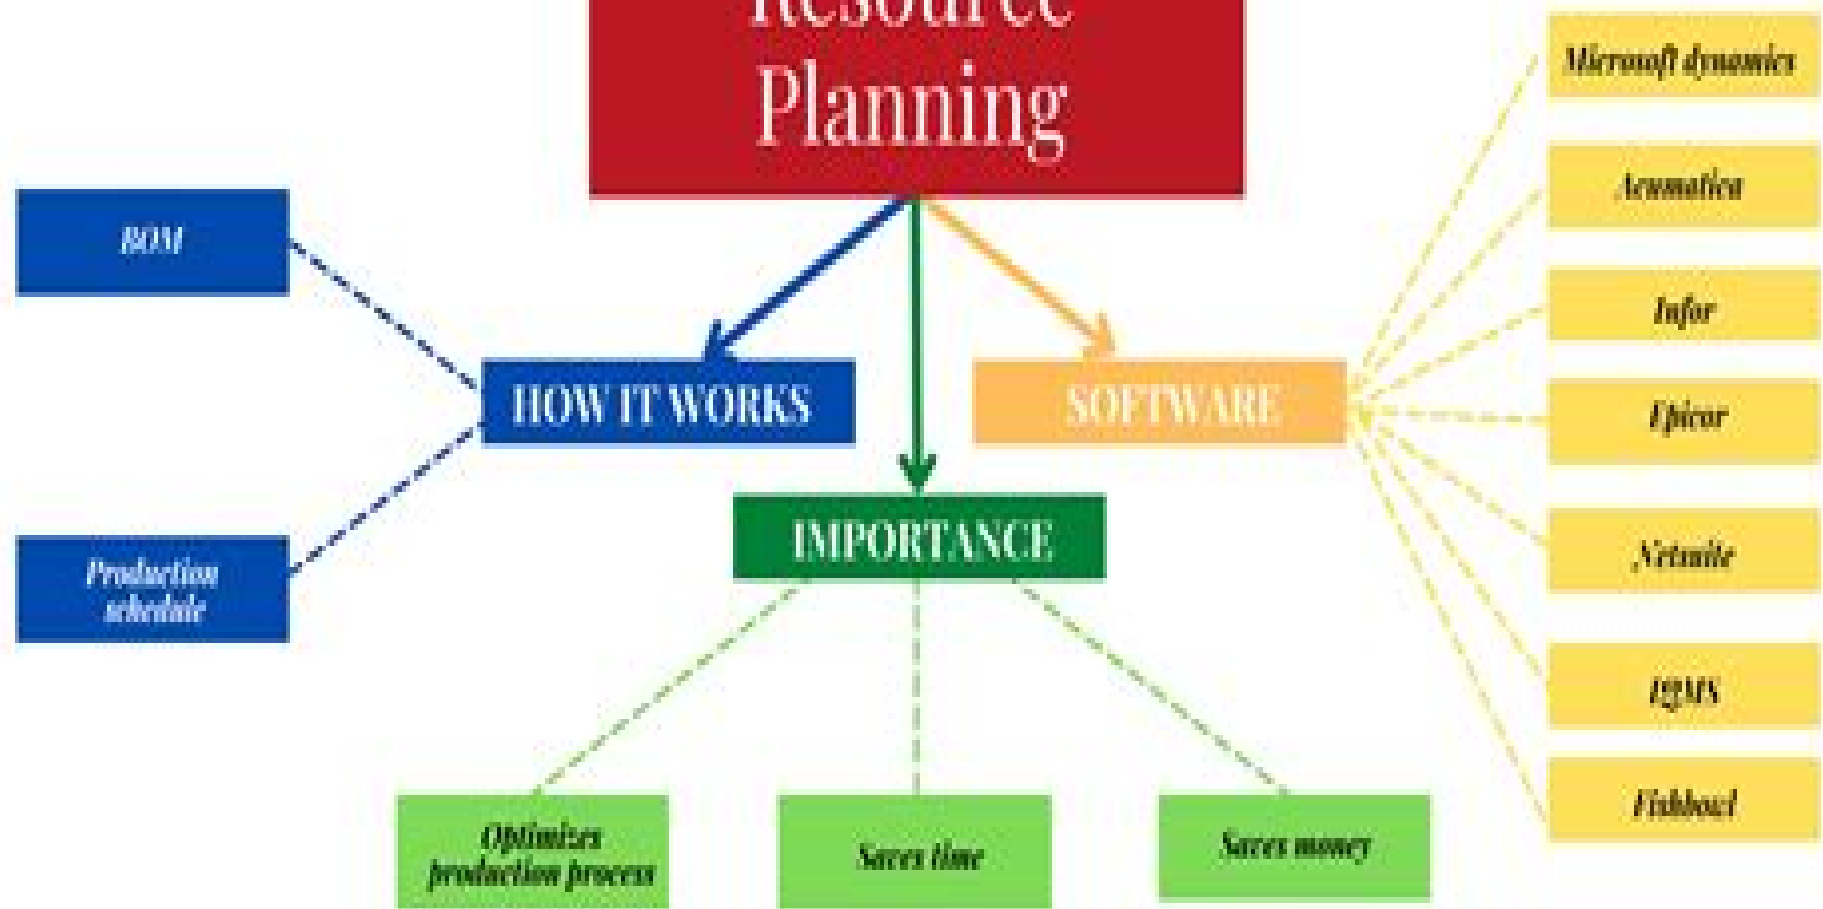 Resource
Planning
Microsoft dynamics
Acumatica
BOM
Infor
HOW IT WORKS
SOFTWARE
Epicor
IMPORTANCE
Netsuite
Production
schedule
IQMS
Fishbowl
Optimizes
production process
Saves time
Saves money